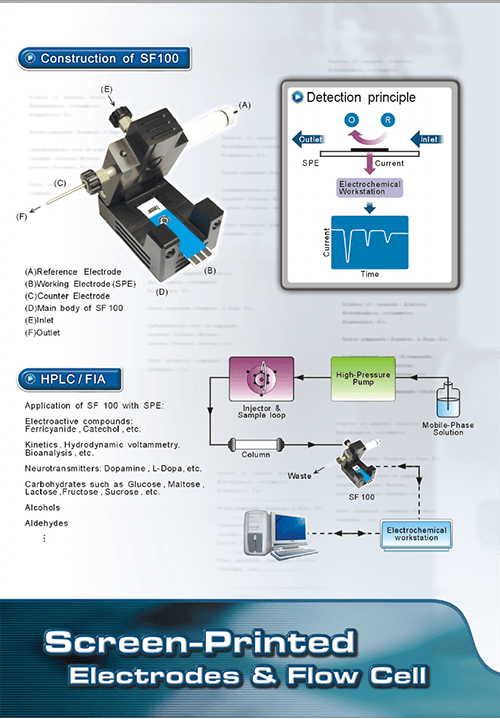 Construction of SF100
(E)
(A)
(C)
(F)
(B)
(D)
(A)Reference Electrode
(B)Working Electrode(SPE)
(C)Counter Electrode
(D)Main body of SF 100
(E)Inlet
(F)Outlet
Detection principle
O R
Outlet Inlet
SPE Current
Electrochemical
Workstation
Current
Time
HPLC / FIA
Application of SF 100 with SPE:
Electroactive compounds:
Ferricyanide , Catechol , etc.
Kinetics , Hydrodynamic voltammetry,
Bioanalysis , etc.
Neurotransmitters: Dopamine , L-Dopa, etc.
Carbohydrates such as Glucose , Maltose ,
Lactose ,Fructose , Sucrose , etc.
Alcohols
Aldehydes
⋮
Injector &
Sample loop
High-Pressure
Pump
Mobile-Phase
Solution
Column
Waste
SF 100
Electrochemical
workstation
Screen-Printed
Electrodes & Flow Cell